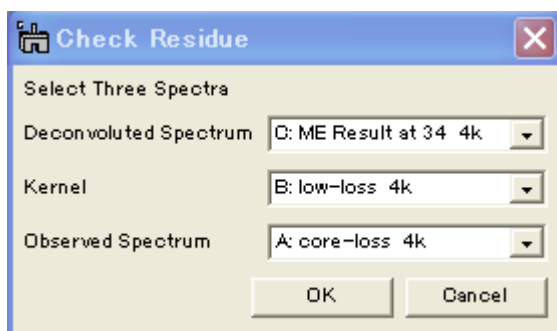 Check Residue
Select Three Spectra
Deconvoluted Spectrum C: ME Result at 34 4k
Kernel B: low-loss 4k
Observed Spectrum A: core-loss 4k
OK Cancel